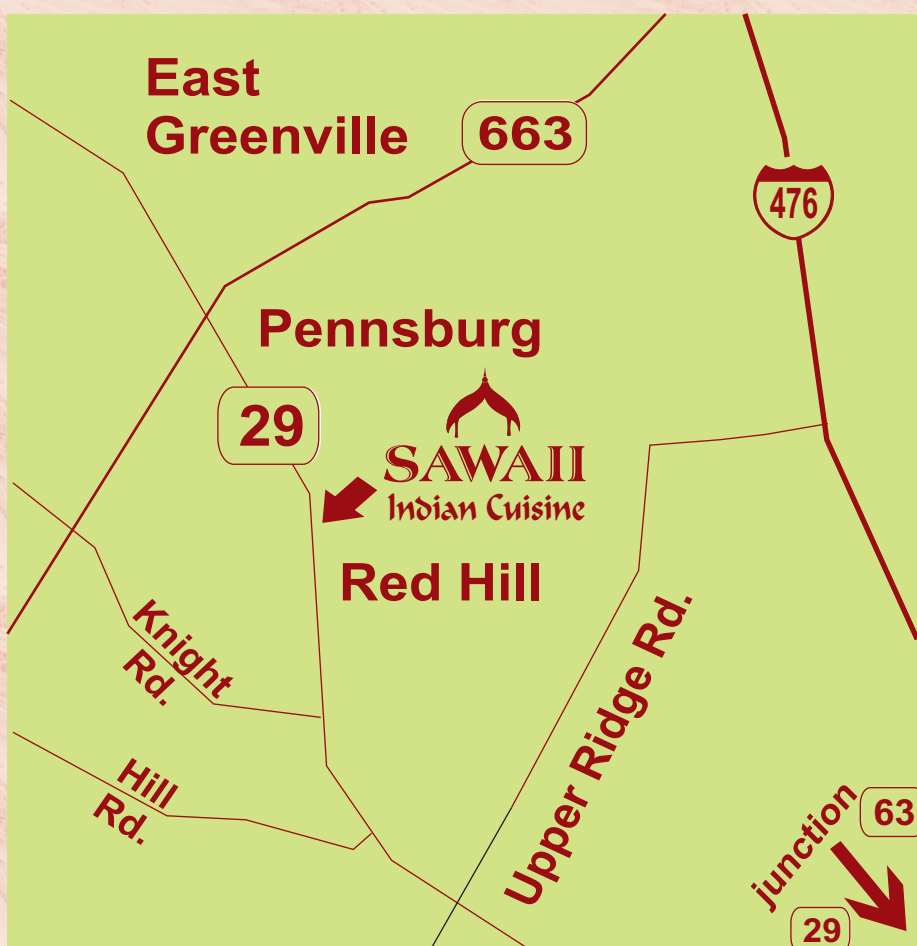 East
Greenville
663
476
Pennsburg
29
SAWAII
Indian Cuisine
Red Hill
Knight
Rd.
Upper Ridge Rd.
Hill
Rd.
junction
63
29